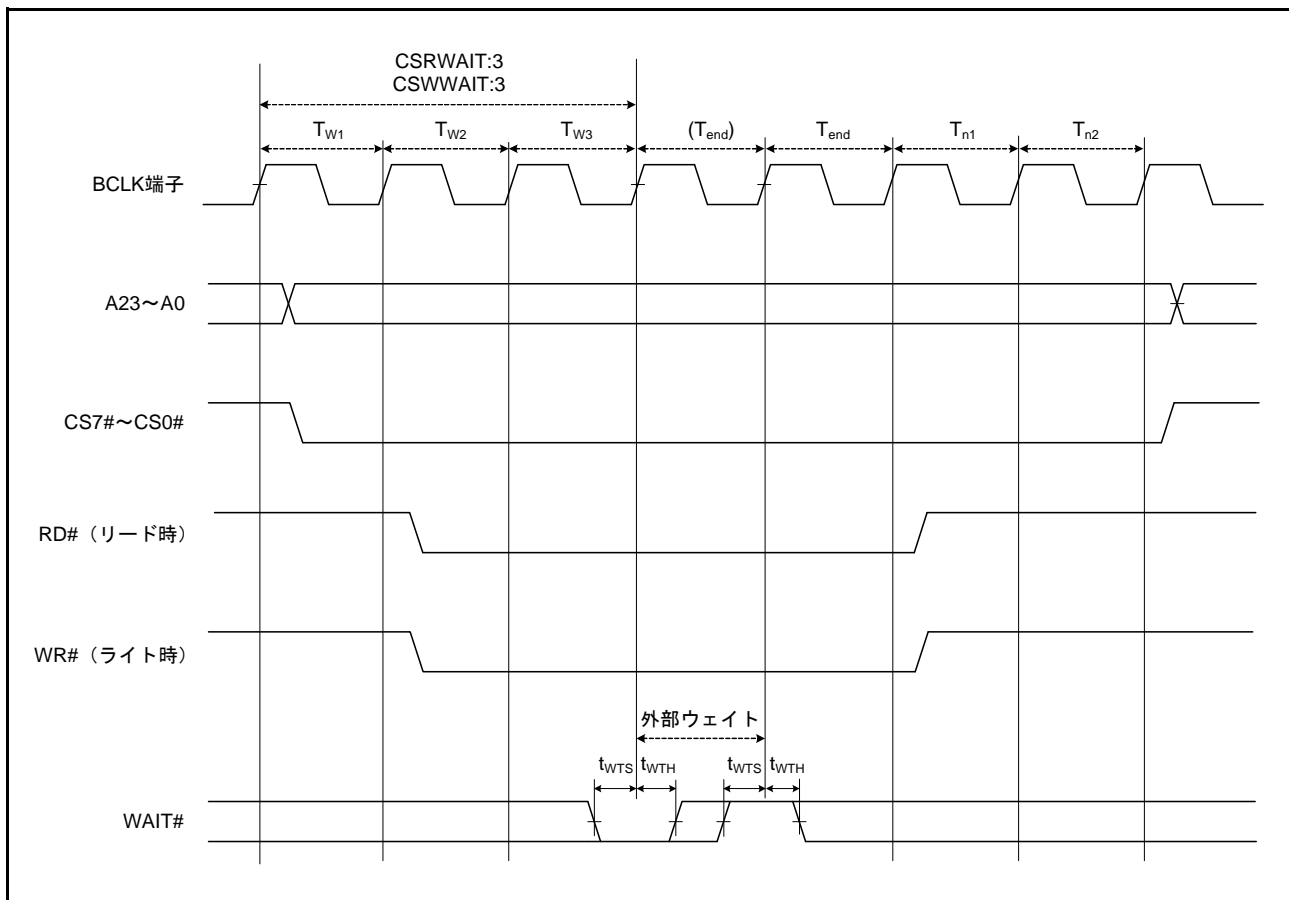 CSRWAIT:3
CSWWAIT:3
TW1 TW2 TW3 (Tend) Tend Tn1 Tn2
BCLK端子
A23～A0
CS7#～CS0#
RD#（リード時）
WR#（ライト時）
外部ウェイト
tWTS tWTH tWTS tWTH
WAIT#